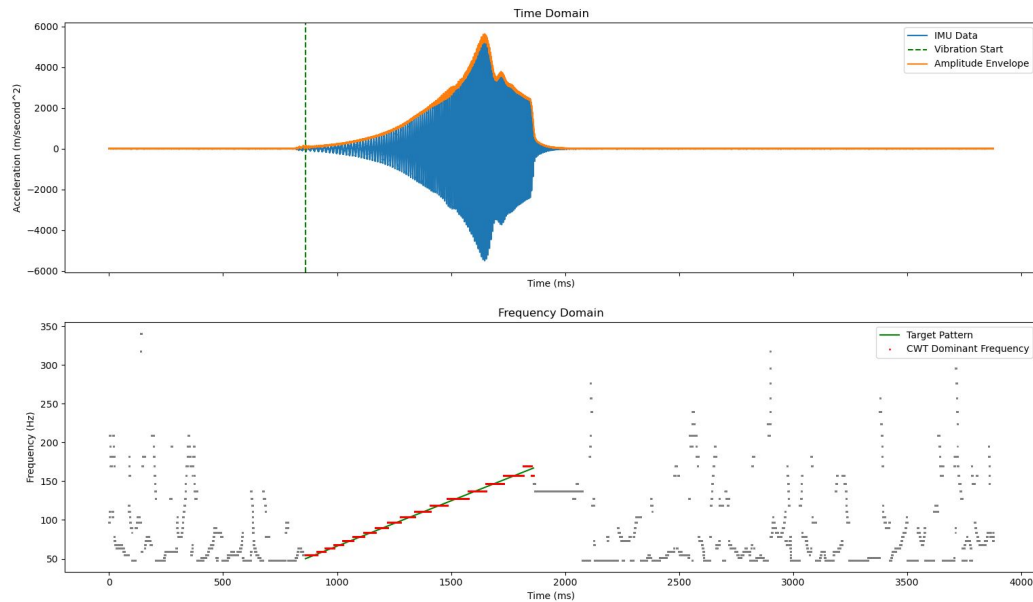 Time Domain
6000
4000
2000
0
-2000
-4000
-6000
Acceleration (m/second^2)
IMU Data
Vibration Start
Amplitude Envelope
Time (ms)
Frequency Domain
350
300
250
200
150
100
50
Frequency (Hz)
Target Pattern
CWT Dominant Frequency
0
500
1000
1500
2000
2500
3000
3500
4000
Time (ms)